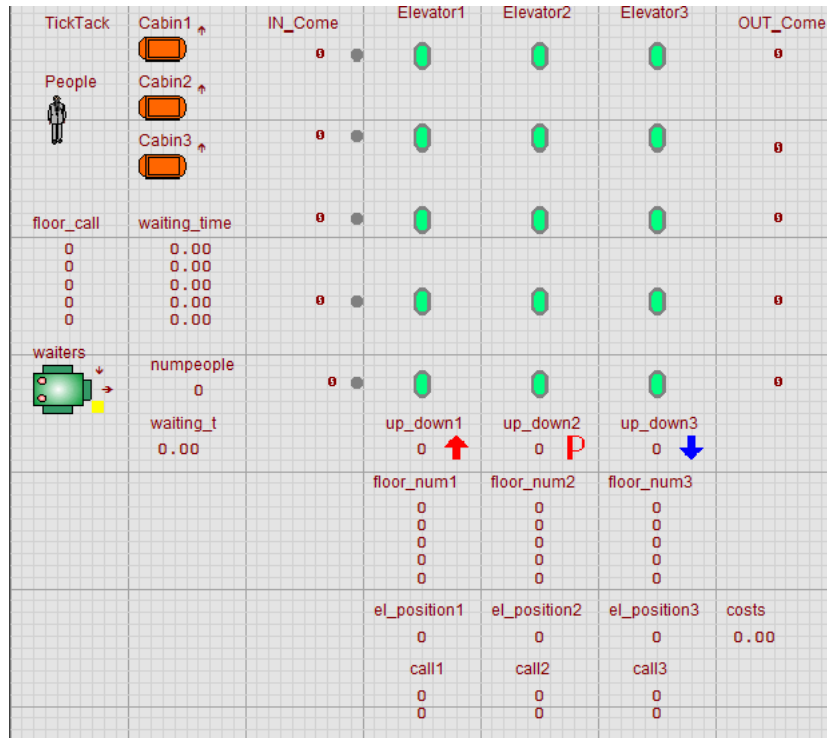 TickTack Cabin1 IN_Come Elevator1 Elevator2 Elevator3 OUT_Come
0 0
People Cabin2
Cabin3
0 0
floor_call waiting_time
0 0
0 0.00
0 0.00
0 0.00
0 0.00
0 0.00
0 0
waiters numpeople
0
0 0
waiting_t up_down1 up_down2 up_down3
0.00 0 0 P 0
floor_num1 floor_num2 floor_num3
0 0 0
0 0 0
0 0 0
0 0 0
0 0 0
el_position1 el_position2 el_position3 costs
0 0 0 0.00
call1 call2 call3
0 0 0
0 0 0